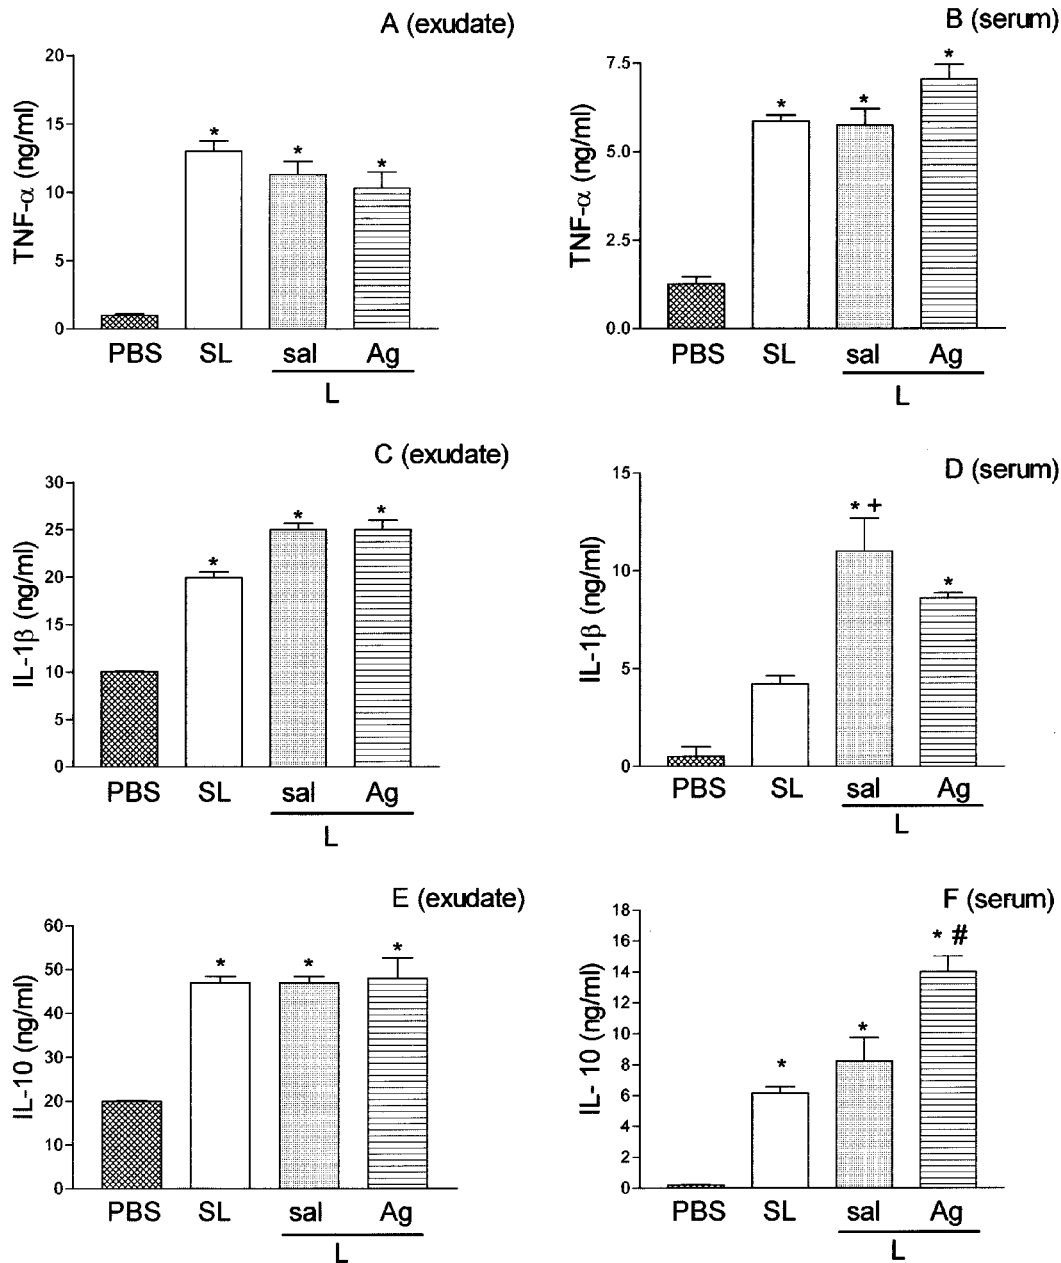 A (exudate)
TNF-α (ng/ml)
20
15
10
5
0
*
*
*
PBS SL sal Ag
L
B (serum)
TNF-α (ng/ml)
7.5
5.0
2.5
0.0
*
*
*
PBS SL sal Ag
L
C (exudate)
IL-1β (ng/ml)
30
25
20
15
10
5
0
*
*
*
PBS SL sal Ag
L
D (serum)
IL-1β (ng/ml)
15
10
5
0
* +
*
PBS SL sal Ag
L
E (exudate)
IL-10 (ng/ml)
60
50
40
30
20
10
0
*
*
*
PBS SL sal Ag
L
F (serum)
IL- 10 (ng/ml)
18
16
14
12
10
8
6
4
2
0
*
*
* #
PBS SL sal Ag
L